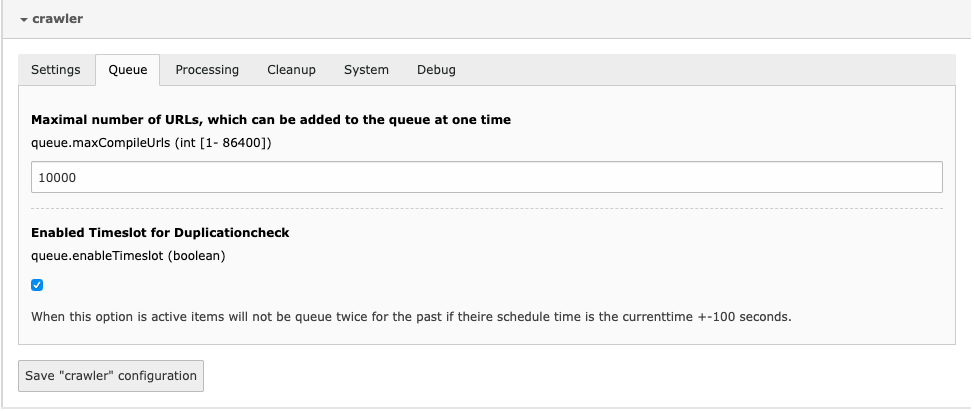 crawler
Settings Queue Processing Cleanup System Debug
Maximal number of URLs, which can be added to the queue at one time
queue.maxCompileUrls (int [1- 86400])
10000
Enabled Timeslot for Duplicationcheck
queue.enableTimeslot (boolean)
When this option is active items will not be queue twice for the past if theire schedule time is the currenttime +-100 seconds.
Save "crawler" configuration